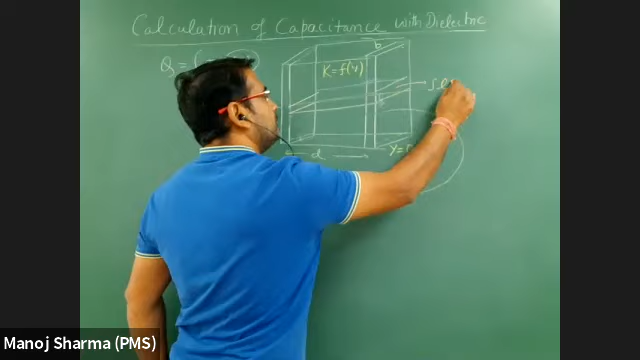 Calculation of Capacitance with Dielectric
Q =
b
K = f(y)
d
Y =
Manoj Sharma (PMS)